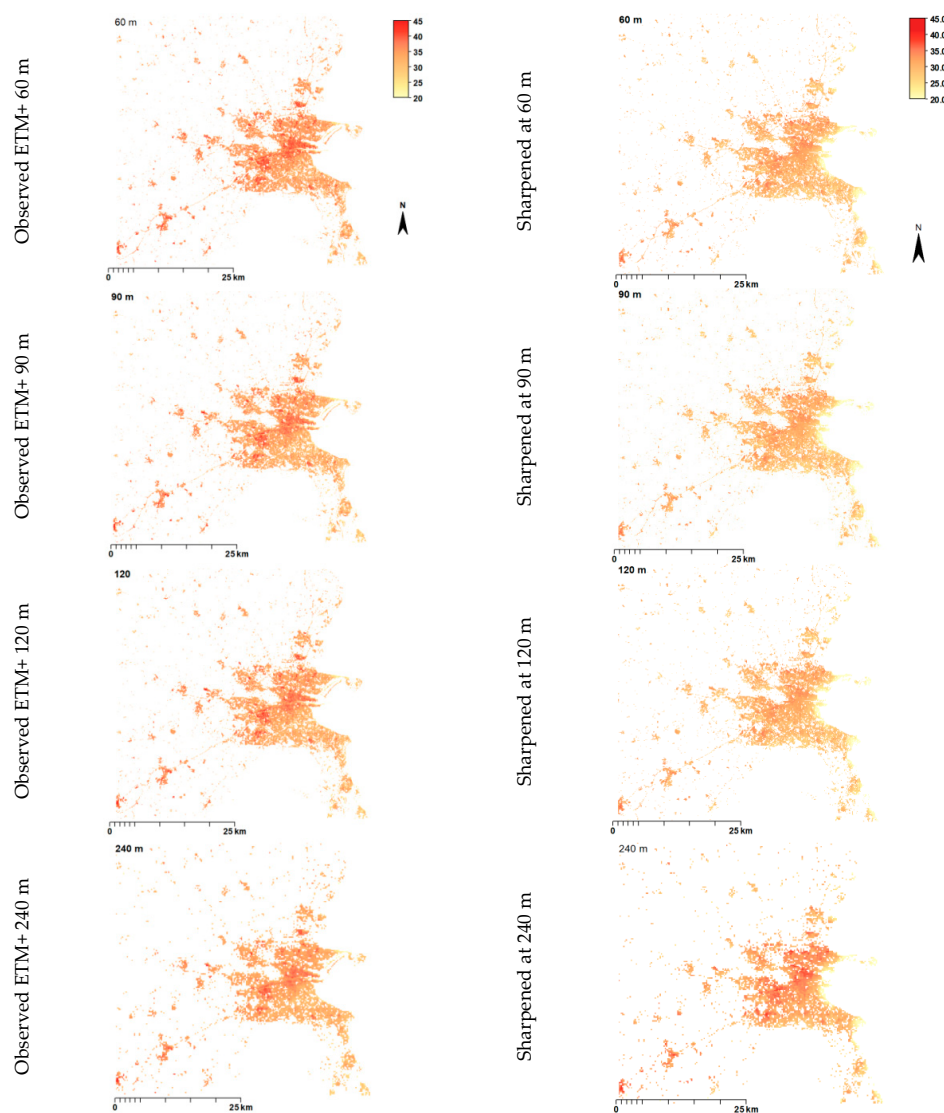 Observed ETM+ 60 m
60 m
45
40
35
30
25
20
N
0
25 km
Sharpened at 60 m
60 m
45.0
40.0
35.0
30.0
25.0
20.0
N
0
25 km
Observed ETM+ 90 m
90 m
0
25 km
Sharpened at 90 m
90 m
0
25 km
Observed ETM+ 120 m
120
0
25 km
Sharpened at 120 m
120 m
0
25 km
Observed ETM+ 240 m
240 m
0
25 km
Sharpened at 240 m
240 m
0
25 km